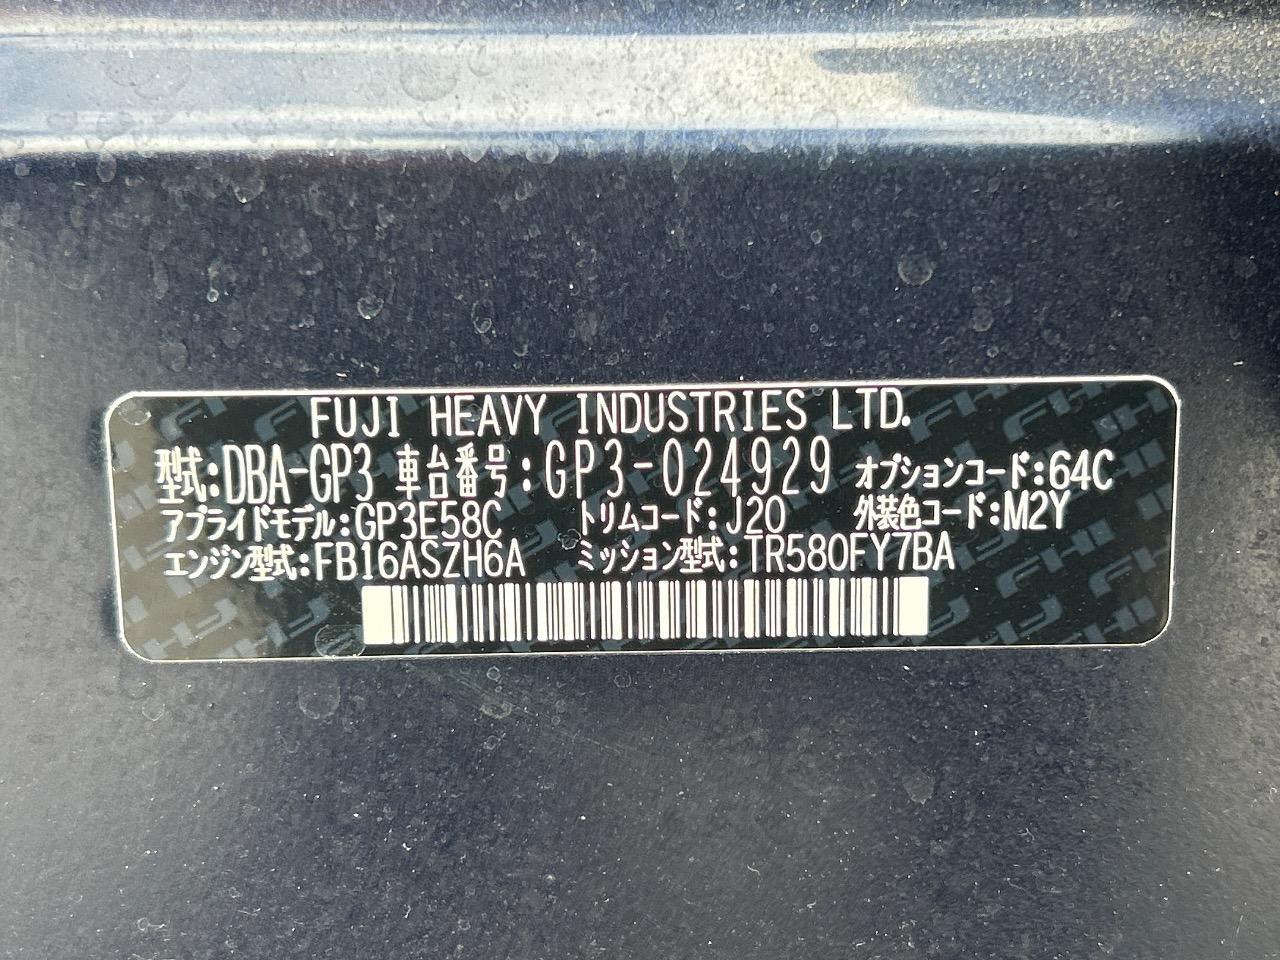 FUJI HEAVY INDUSTRIES LTD.
型式:DBA-GP3 車台番号:GP3-024929 オプションコード:64C
アプライドモデル:GP3E58C トリムコード:J20 外装色コード:M2Y
エンジン型式:FB16ASZH6A ミッション型式:TR580FY7BA